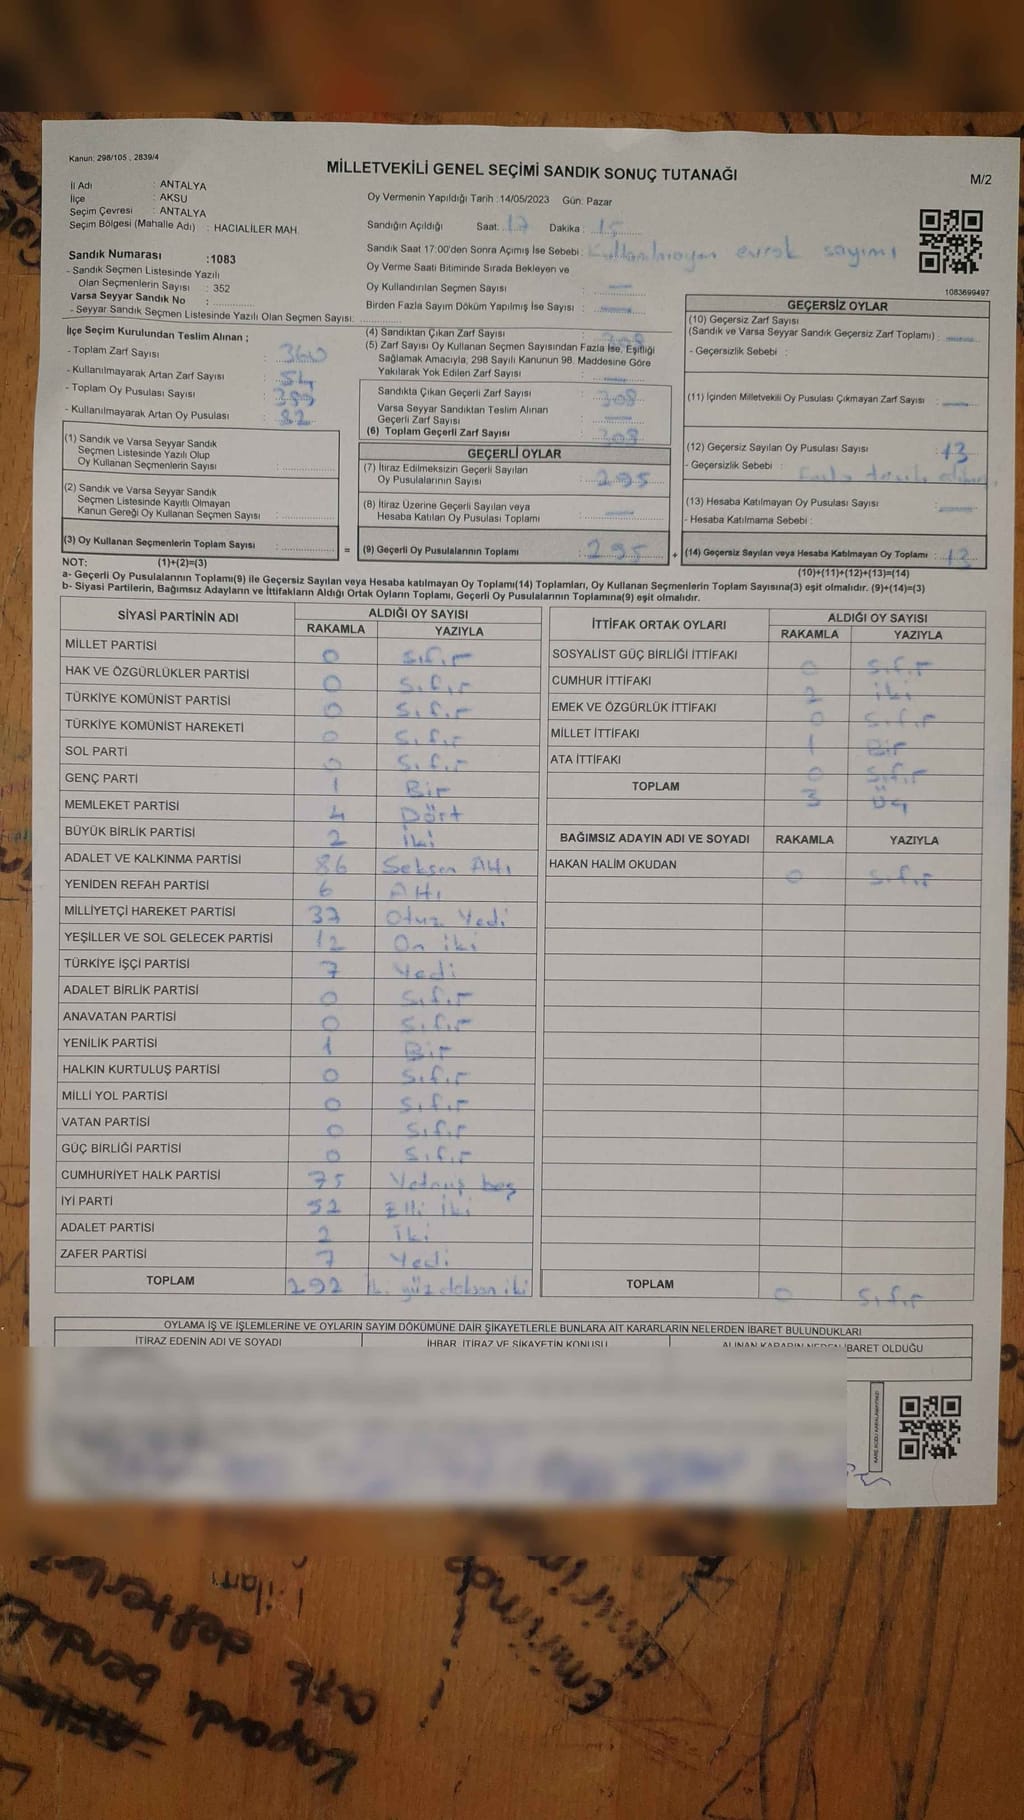 Kanun: 298/105 , 2839/4
MİLLETVEKİLİ GENEL SEÇİMİ SANDIK SONUÇ TUTANAĞI
M/2
İl Adı : ANTALYA
İlçe : AKSU
Seçim Çevresi : ANTALYA
Seçim Bölgesi (Mahalle Adı) : HACIALİLER MAH.
Oy Vermenin Yapıldığı Tarih :14/05/2023 Gün: Pazar
Sandığın Açıldığı Saat: 17 Dakika: 15
Sandık Saat 17:00'den Sonra Açımış İse Sebebi: Kullanılmayan evrak sayımı
Oy Verme Saati Bitiminde Sırada Bekleyen ve
Oy Kullandırılan Seçmen Sayısı : —
Birden Fazla Sayım Döküm Yapılmış İse Sayısı : —
1083699497
Sandık Numarası :1083
- Sandık Seçmen Listesinde Yazılı
Olan Seçmenlerin Sayısı : 352
Varsa Seyyar Sandık No :
- Seyyar Sandık Seçmen Listesinde Yazılı Olan Seçmen Sayısı:
İlçe Seçim Kurulundan Teslim Alınan ;
- Toplam Zarf Sayısı : 360
- Kullanılmayarak Artan Zarf Sayısı :
- Toplam Oy Pusulası Sayısı :
- Kullanılmayarak Artan Oy Pusulası : 82
(1) Sandık ve Varsa Seyyar Sandık
Seçmen Listesinde Yazılı Olup
Oy Kullanan Seçmenlerin Sayısı :
(2) Sandık ve Varsa Seyyar Sandık
Seçmen Listesinde Kayıtlı Olmayan
Kanun Gereği Oy Kullanan Seçmen Sayısı :
(3) Oy Kullanan Seçmenlerin Toplam Sayısı : =
(1)+(2)=(3)
(4) Sandıktan Çıkan Zarf Sayısı : 308
(5) Zarf Sayısı Oy Kullanan Seçmen Sayısından Fazla İse, Eşitliği
Sağlamak Amacıyla, 298 Sayılı Kanunun 98. Maddesine Göre
Yakılarak Yok Edilen Zarf Sayısı : —
Sandıkta Çıkan Geçerli Zarf Sayısı : 308
Varsa Seyyar Sandıktan Teslim Alınan
Geçerli Zarf Sayısı : —
(6) Toplam Geçerli Zarf Sayısı : 308
GEÇERLİ OYLAR
(7) İtiraz Edilmeksizin Geçerli Sayılan
Oy Pusulalarının Sayısı : 295
(8) İtiraz Üzerine Geçerli Sayılan veya
Hesaba Katılan Oy Pusulası Toplamı : —
(9) Geçerli Oy Pusulalarının Toplamı : 295 +
GEÇERSİZ OYLAR
(10) Geçersiz Zarf Sayısı
(Sandık ve Varsa Seyyar Sandık Geçersiz Zarf Toplamı) : —
- Geçersizlik Sebebi :
(11) İçinden Milletvekili Oy Pusulası Çıkmayan Zarf Sayısı : —
(12) Geçersiz Sayılan Oy Pusulası Sayısı : 13
- Geçersizlik Sebebi : Fazla
(13) Hesaba Katılmayan Oy Pusulası Sayısı : —
- Hesaba Katılmama Sebebi :
(14) Geçersiz Sayılan veya Hesaba Katılmayan Oy Toplamı : 13
(10)+(11)+(12)+(13)=(14)
NOT:
a- Geçerli Oy Pusulalarının Toplamı(9) ile Geçersiz Sayılan veya Hesaba katılmayan Oy Toplamı(14) Toplamları, Oy Kullanan Seçmenlerin Toplam Sayısına(3) eşit olmalıdır. (9)+(14)=(3)
b- Siyasi Partilerin, Bağımsız Adayların ve İttifakların Aldığı Ortak Oyların Toplamı, Geçerli Oy Pusulalarının Toplamına(9) eşit olmalıdır.
SİYASİ PARTİNİN ADI ALDIĞI OY SAYISI
RAKAMLA YAZIYLA
MİLLET PARTİSİ 0 Sıfır
HAK VE ÖZGÜRLÜKLER PARTİSİ 0 Sıfır
TÜRKİYE KOMÜNİST PARTİSİ 0 Sıfır
TÜRKİYE KOMÜNİST HAREKETİ 0 Sıfır
SOL PARTİ 0 Sıfır
GENÇ PARTİ 1 Bir
MEMLEKET PARTİSİ 4 Dört
BÜYÜK BİRLİK PARTİSİ 2 İki
ADALET VE KALKINMA PARTİSİ 86 Seksen Altı
YENİDEN REFAH PARTİSİ 6 Altı
MİLLİYETÇİ HAREKET PARTİSİ 37 Otuz Yedi
YEŞİLLER VE SOL GELECEK PARTİSİ 12 On iki
TÜRKİYE İŞÇİ PARTİSİ 7 Yedi
ADALET BİRLİK PARTİSİ 0 Sıfır
ANAVATAN PARTİSİ 0 Sıfır
YENİLİK PARTİSİ 1 Bir
HALKIN KURTULUŞ PARTİSİ 0 Sıfır
MİLLİ YOL PARTİSİ 0 Sıfır
VATAN PARTİSİ 0 Sıfır
GÜÇ BİRLİĞİ PARTİSİ 0 Sıfır
CUMHURİYET HALK PARTİSİ 75 Yetmiş beş
İYİ PARTİ 52 Elli İki
ADALET PARTİSİ 2 İki
ZAFER PARTİSİ 7 Yedi
TOPLAM 292 İki yüz doksan iki
İTTİFAK ORTAK OYLARI ALDIĞI OY SAYISI
RAKAMLA YAZIYLA
SOSYALİST GÜÇ BİRLİĞİ İTTİFAKI 0 Sıfır
CUMHUR İTTİFAKI 2 iki
EMEK VE ÖZGÜRLÜK İTTİFAKI 0 Sıfır
MİLLET İTTİFAKI 1 Bir
ATA İTTİFAKI 0 Sıfır
TOPLAM 3 Üç
BAĞIMSIZ ADAYIN ADI VE SOYADI RAKAMLA YAZIYLA
HAKAN HALİM OKUDAN 0 Sıfır
TOPLAM 0 Sıfır
OYLAMA İŞ VE İŞLEMLERİNE VE OYLARIN SAYIM DÖKÜMÜNE DAİR ŞİKAYETLERLE BUNLARA AİT KARARLARIN NELERDEN İBARET BULUNDUKLARI
İTİRAZ EDENİN ADI VE SOYADI İHBAR, İTİRAZ VE ŞİKAYETİN KONUSU ALINAN KARARIN NEDEN İBARET OLDUĞU
Emirim
defterler
Kapadı bende